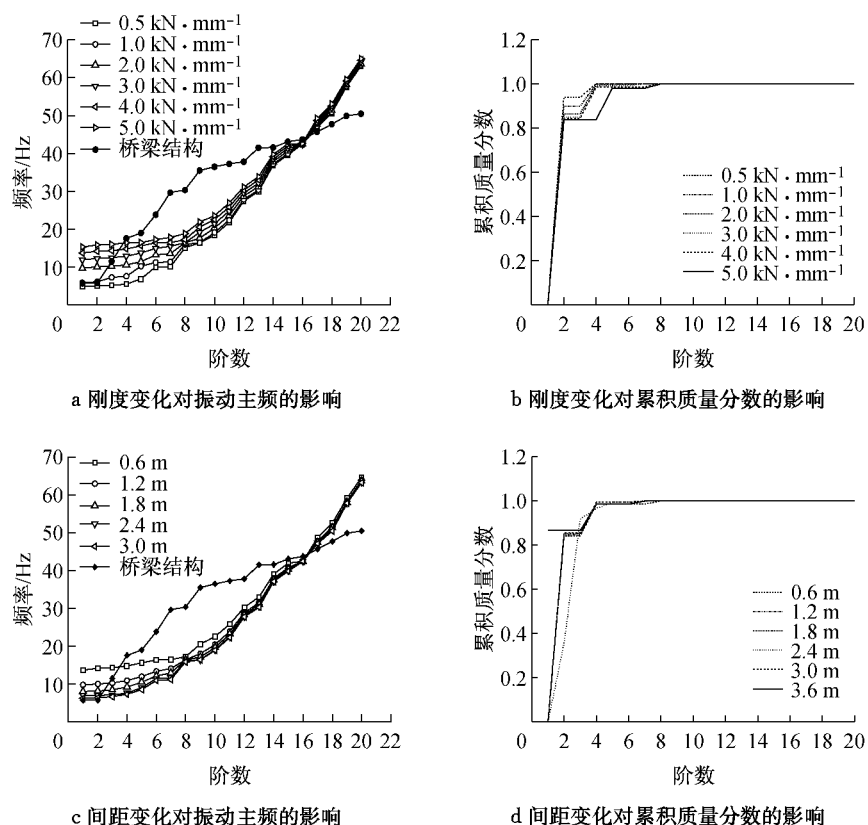 0.5 kN·mm⁻¹
1.0 kN·mm⁻¹
2.0 kN·mm⁻¹
3.0 kN·mm⁻¹
4.0 kN·mm⁻¹
5.0 kN·mm⁻¹
桥梁结构
频率/Hz
70
60
50
40
30
20
10
0 2 4 6 8 10 12 14 16 18 20 22
阶数
a 刚度变化对振动主频的影响
1.2
1.0
0.8
0.6
0.4
0.2
累积质量分数
0.5 kN·mm⁻¹
1.0 kN·mm⁻¹
2.0 kN·mm⁻¹
3.0 kN·mm⁻¹
4.0 kN·mm⁻¹
5.0 kN·mm⁻¹
0 2 4 6 8 10 12 14 16 18 20
阶数
b 刚度变化对累积质量分数的影响
0.6 m
1.2 m
1.8 m
2.4 m
3.0 m
桥梁结构
频率/Hz
70
60
50
40
30
20
10
0 2 4 6 8 10 12 14 16 18 20 22
阶数
c 间距变化对振动主频的影响
1.2
1.0
0.8
0.6
0.4
0.2
累积质量分数
0.6 m
1.2 m
1.8 m
2.4 m
3.0 m
3.6 m
0 2 4 6 8 10 12 14 16 18 20
阶数
d 间距变化对累积质量分数的影响